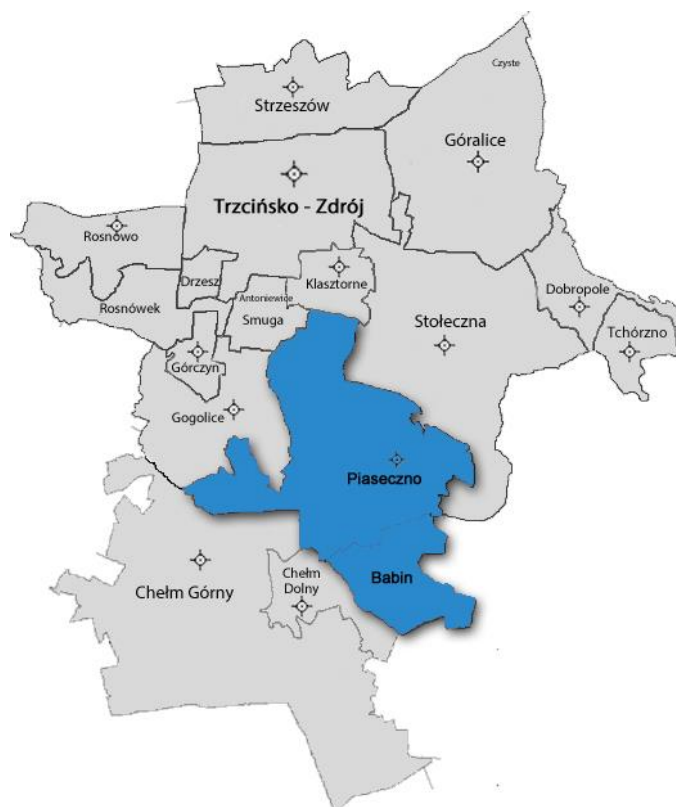 Czyste
Strzeszów
Góralice
Trzcińsko - Zdrój
Rosnowo
Drzesz
Klasztorne
Dobropole
Rosnówek
Antoniewice
Smuga
Stołeczna
Tchórzno
Górczyn
Gogolice
Piaseczno
Chełm Górny
Chełm
Dolny
Babin